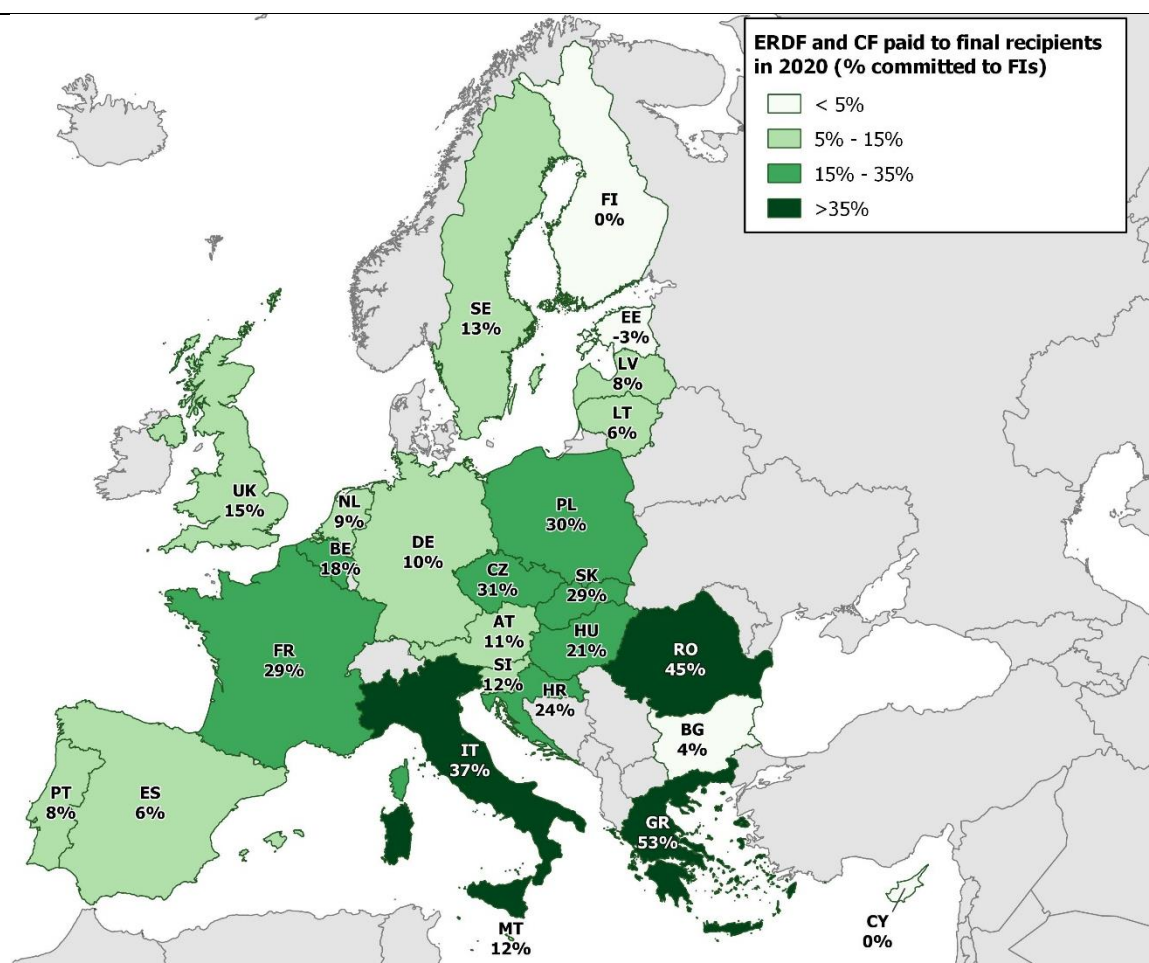 ERDF and CF paid to final recipients
in 2020 (% committed to FIs)
< 5%
5% - 15%
15% - 35%
>35%
FI
0%
SE
13%
EE
-3%
LV
8%
LT
6%
UK
15%
NL
9%
PL
30%
BE
18%
DE
10%
CZ
31%
SK
29%
AT
11%
HU
21%
FR
29%
RO
45%
SI
12%
HR
24%
BG
4%
IT
37%
PT
8%
ES
6%
GR
53%
MT
12%
CY
0%